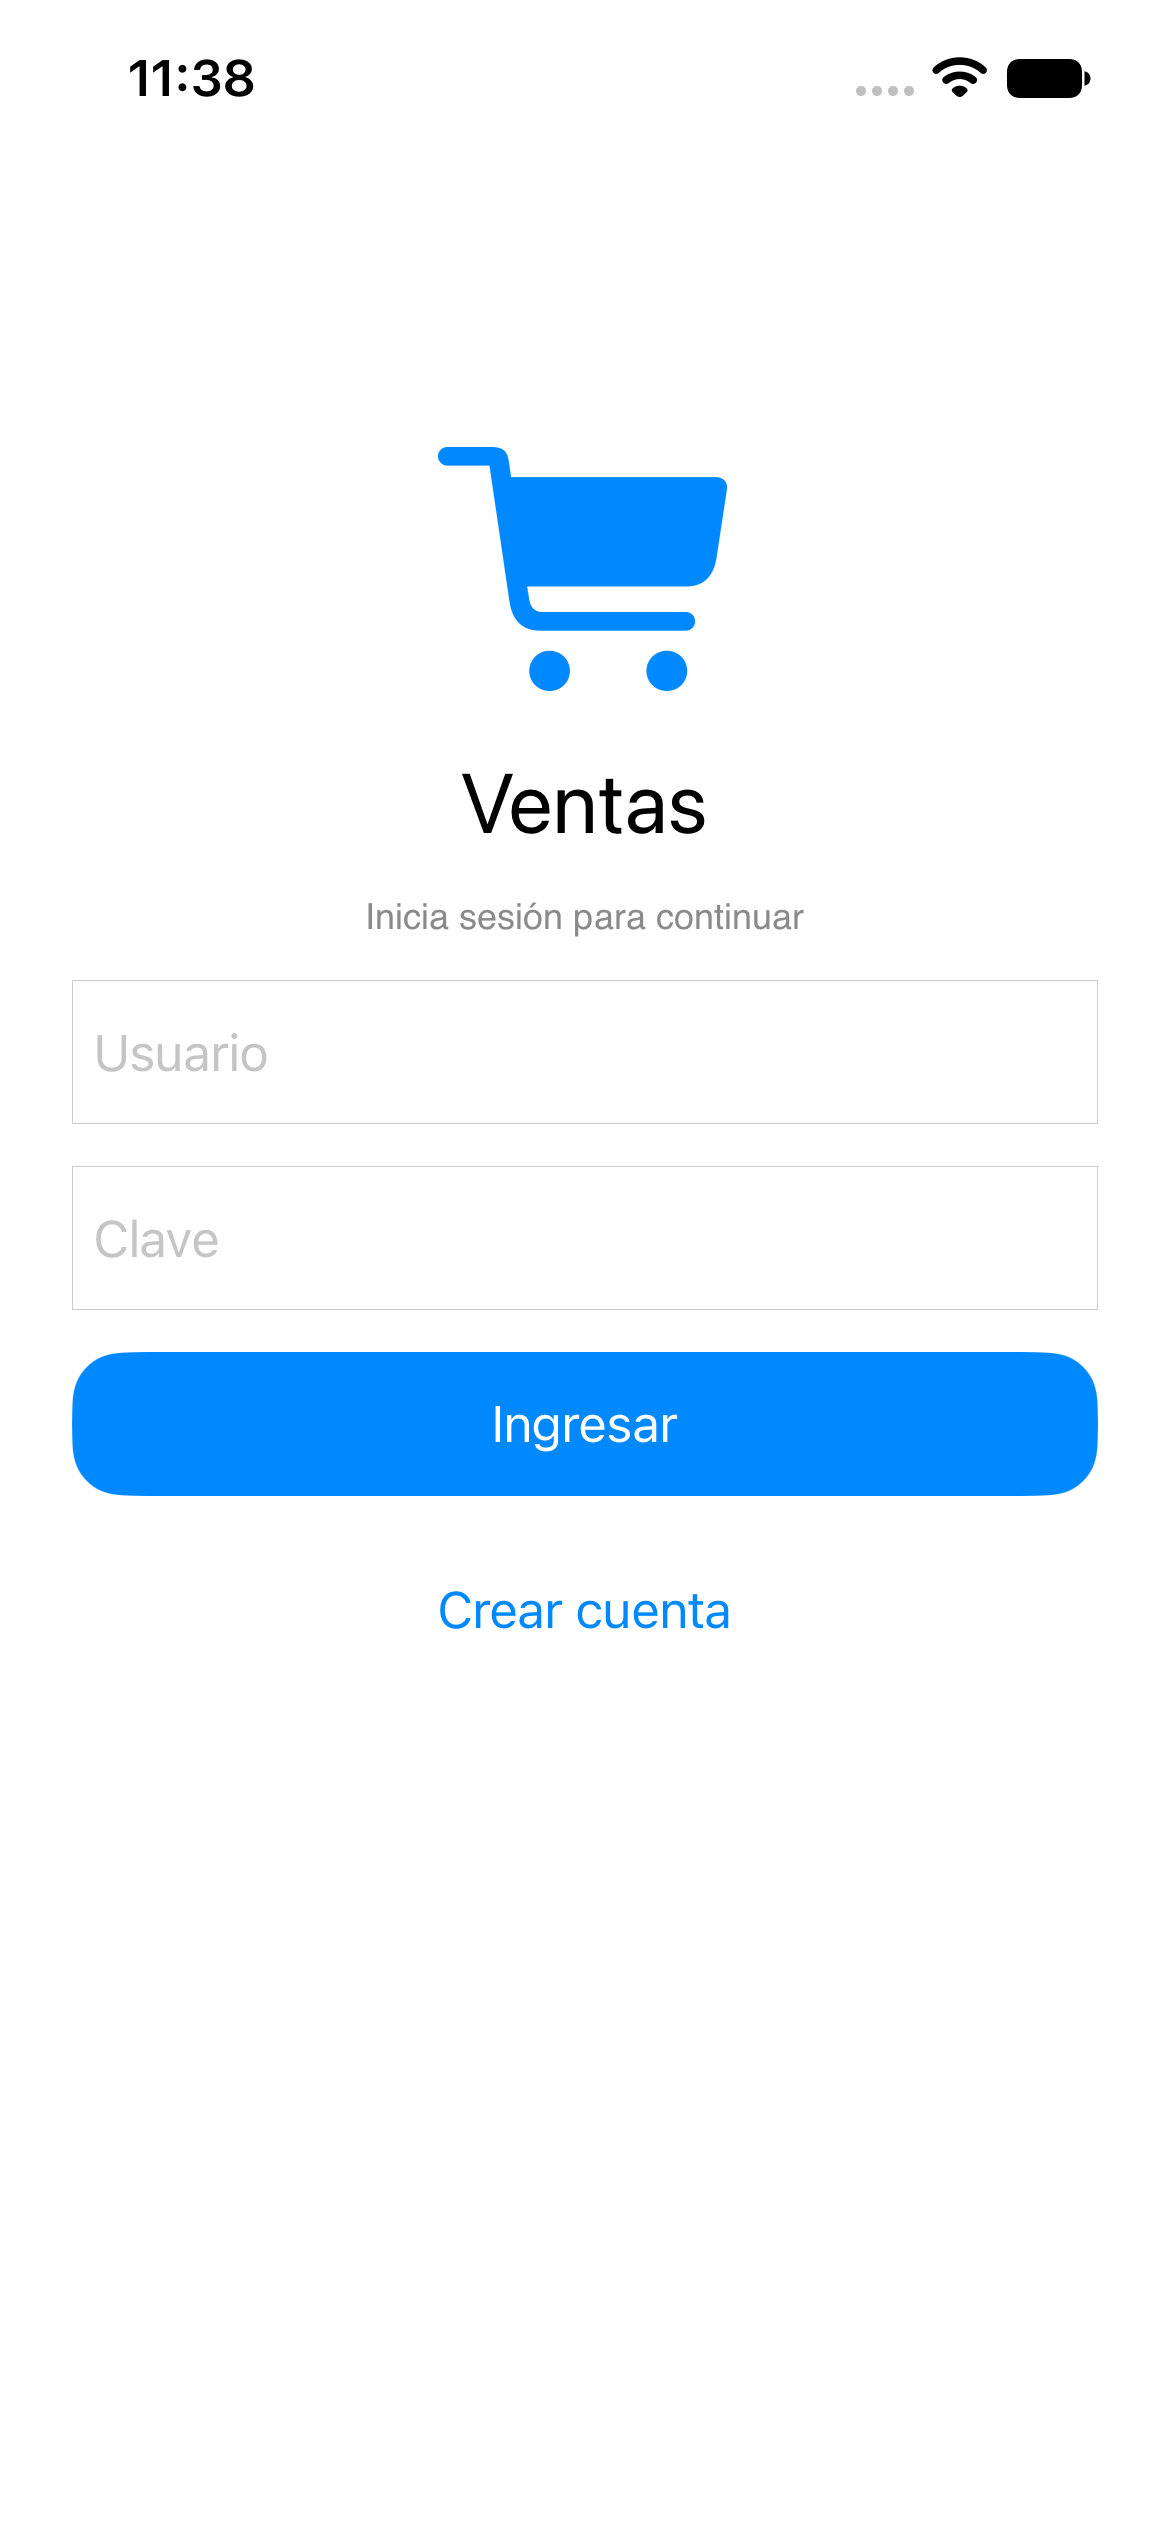 11:38
Ventas
Inicia sesión para continuar
Usuario
Clave
Ingresar
Crear cuenta